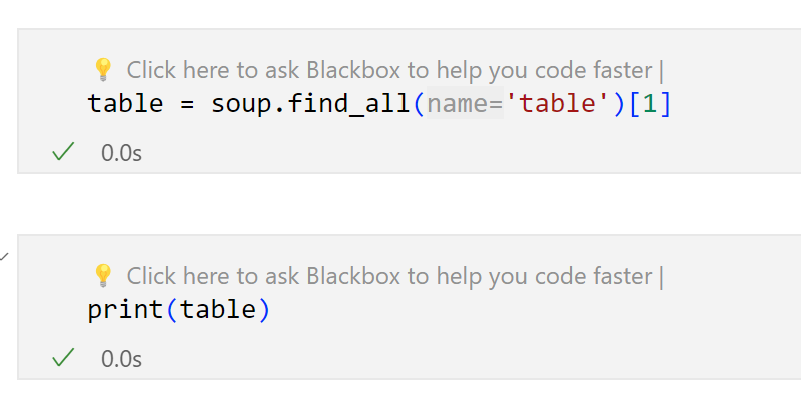 💡 Click here to ask Blackbox to help you code faster |
table = soup.find_all(name='table')[1]
✓ 0.0s
💡 Click here to ask Blackbox to help you code faster |
print(table)
✓ 0.0s